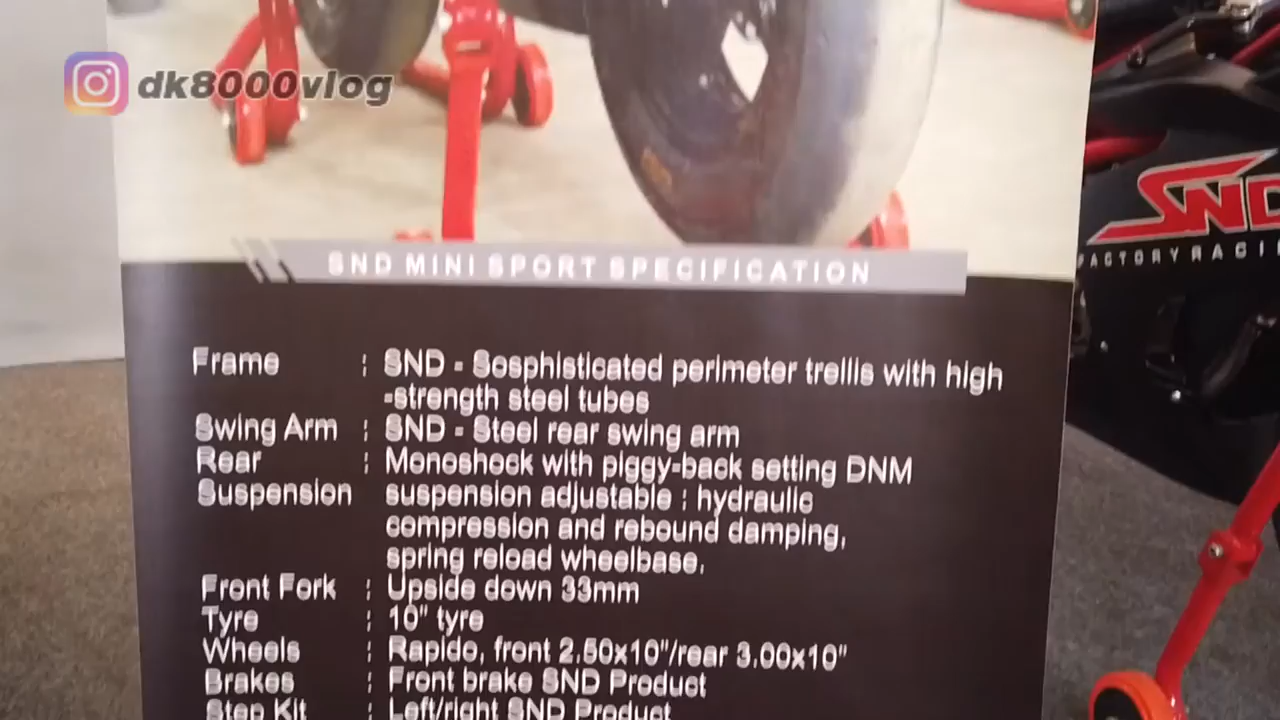 dk8000vlog
SND MINI SPORT SPECIFICATION
SND
FACTORY RACI
Frame : SND - Sosphisticated perimeter trellis with high
-strength steel tubes
Swing Arm : SND - Steel rear swing arm
Rear : Monoshock with piggy-back setting DNM
Suspension suspension adjustable : hydraulic
compression and rebound damping,
spring reload wheelbase.
Front Fork : Upside down 33mm
Tyre : 10" tyre
Wheels : Rapido, front 2.50x10"/rear 3.00x10"
Brakes : Front brake SND Product
Step Kit : Left/right SND Product